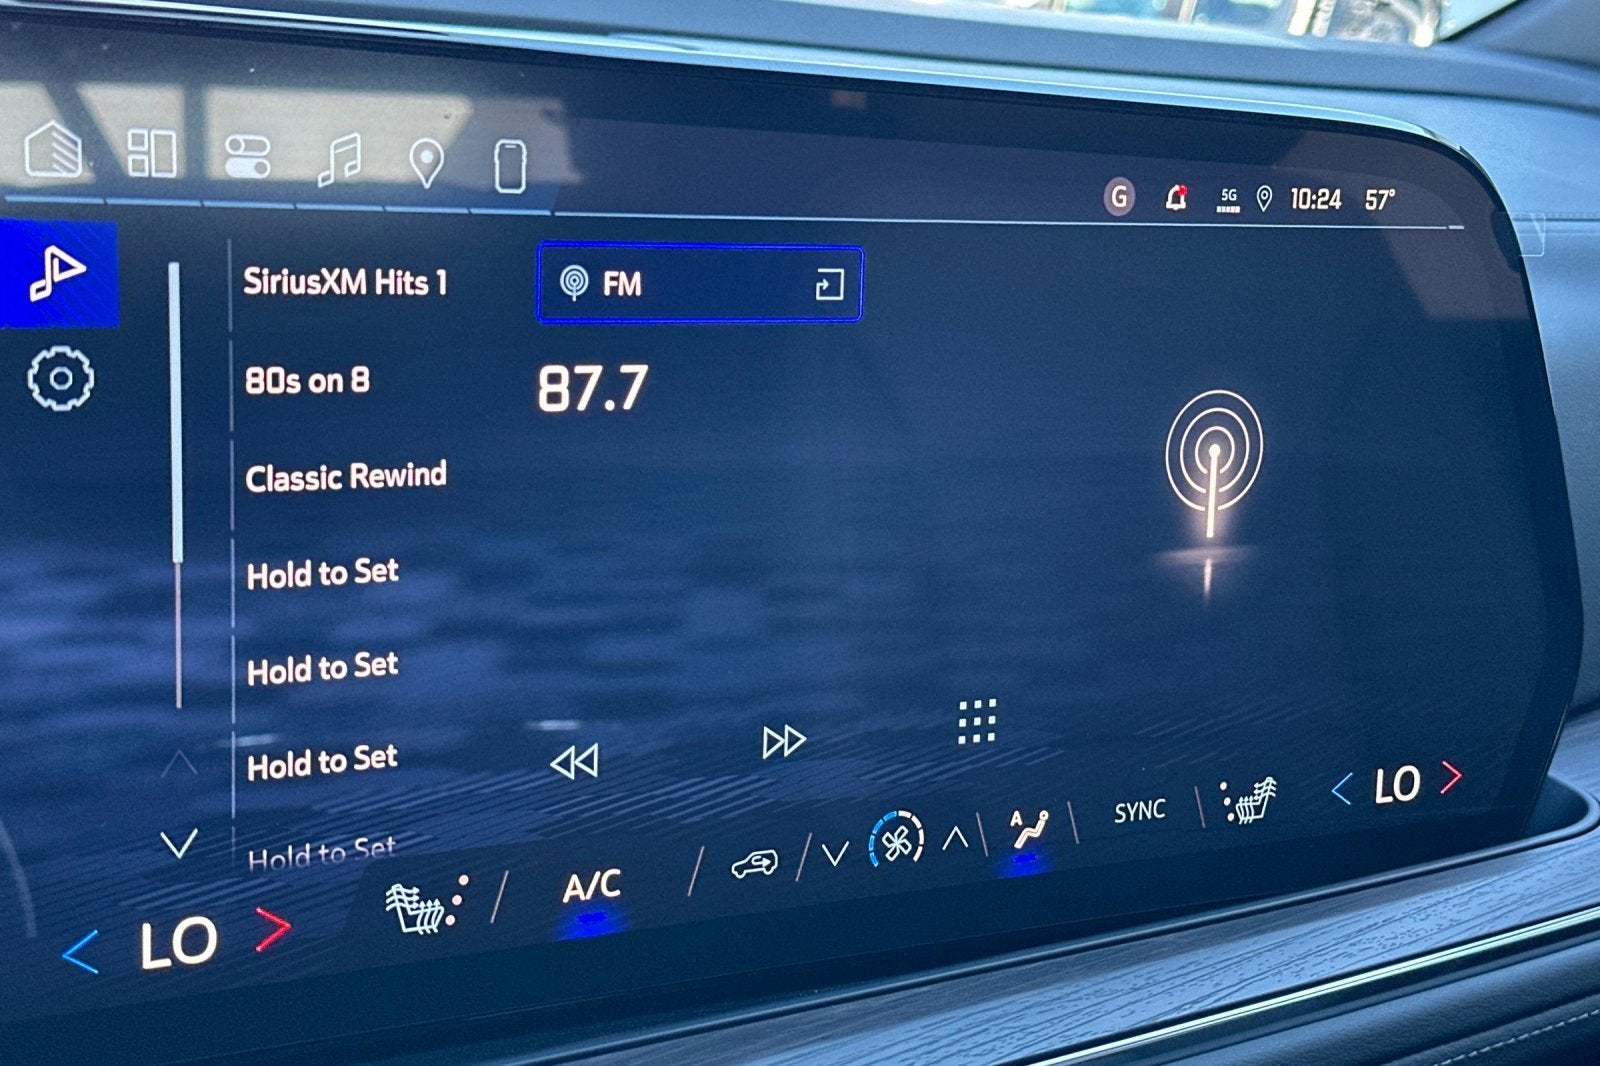 G 5G 10:24 57°
SiriusXM Hits 1
FM
80s on 8
87.7
Classic Rewind
Hold to Set
Hold to Set
Hold to Set
Hold to Set
LO
A/C
A
SYNC
LO